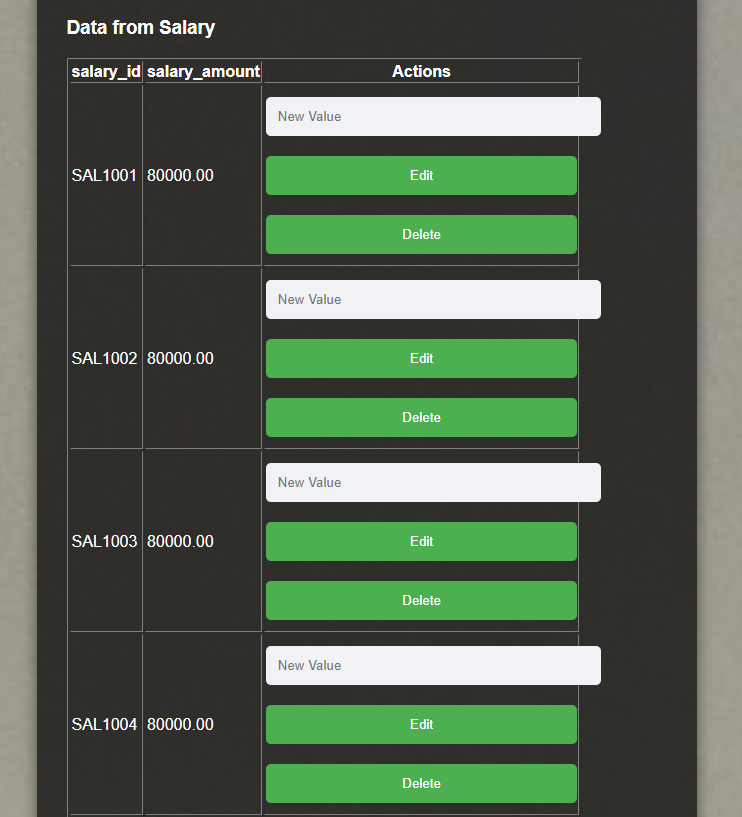 Data from Salary
salary_id salary_amount Actions
New Value
SAL1001 80000.00 Edit
Delete
New Value
SAL1002 80000.00 Edit
Delete
New Value
SAL1003 80000.00 Edit
Delete
New Value
SAL1004 80000.00 Edit
Delete